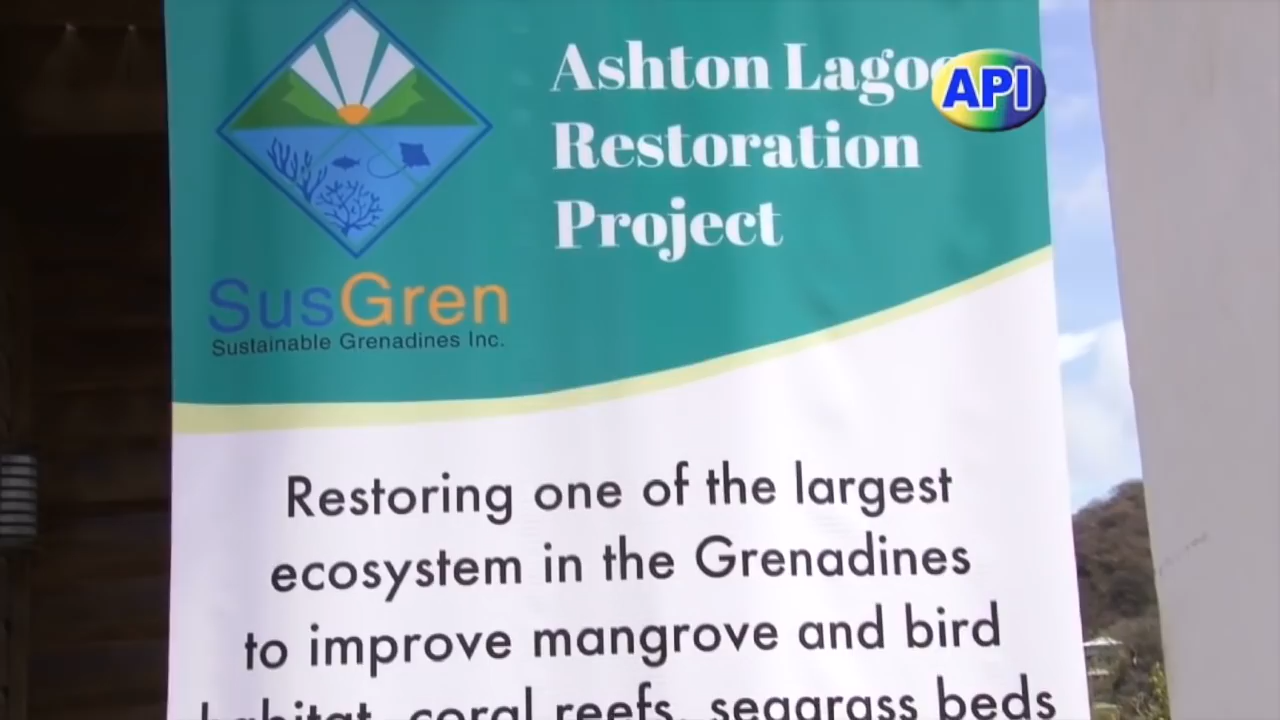 Ashton Lagoo
API
Restoration
Project
SusGren
Sustainable Grenadines Inc.
Restoring one of the largest
ecosystem in the Grenadines
to improve mangrove and bird
habitat, coral reefs, seagrass beds